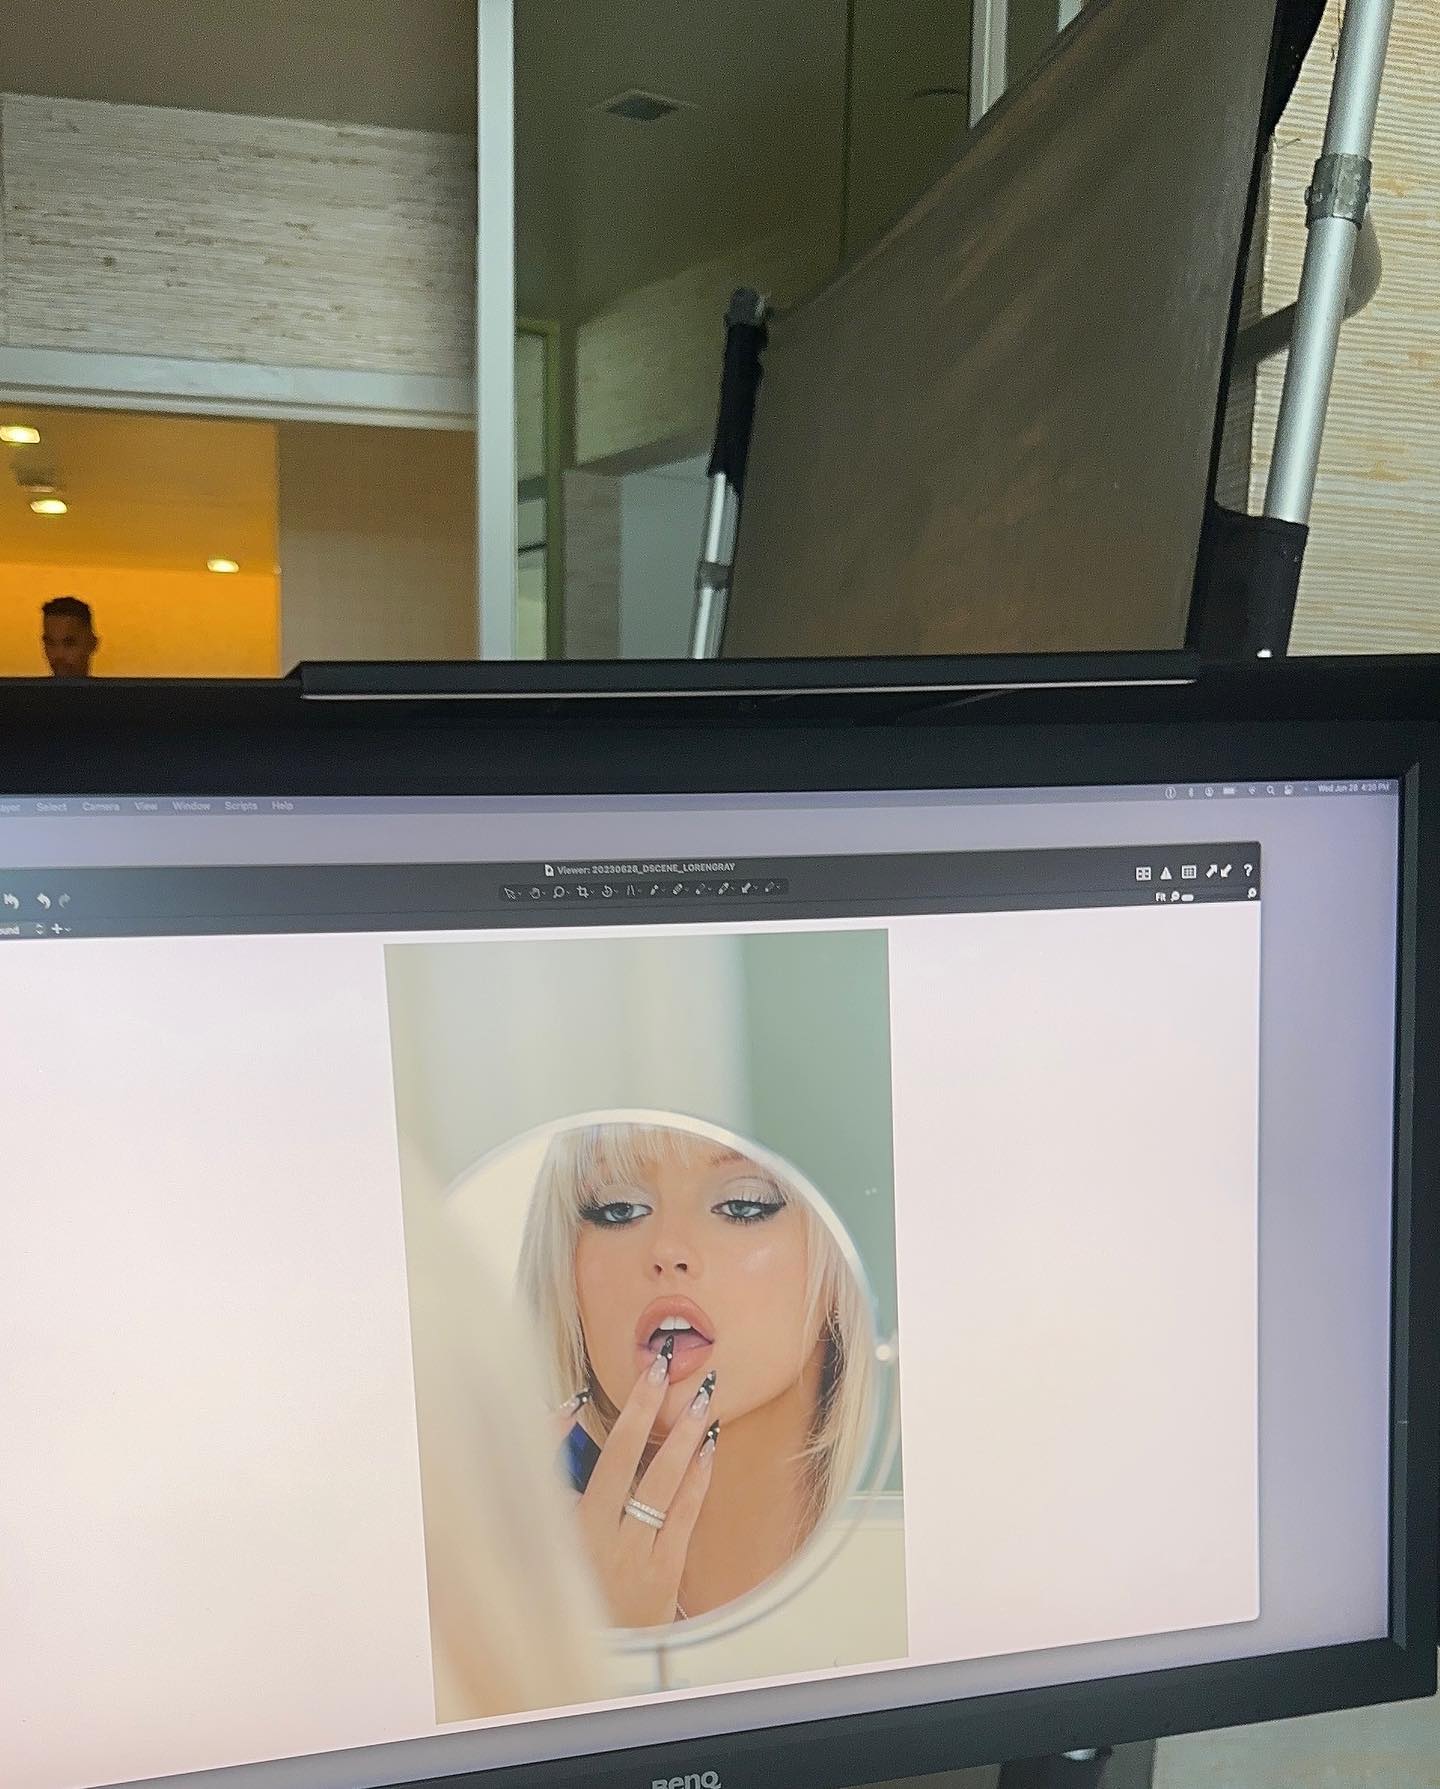 ayer Select Camera View Window Scripts Help
Wed Jun 28 4:20 PM
Viewer: 20230628_DSCENE_LORENGRAY
?
Fit
ound
BenQ